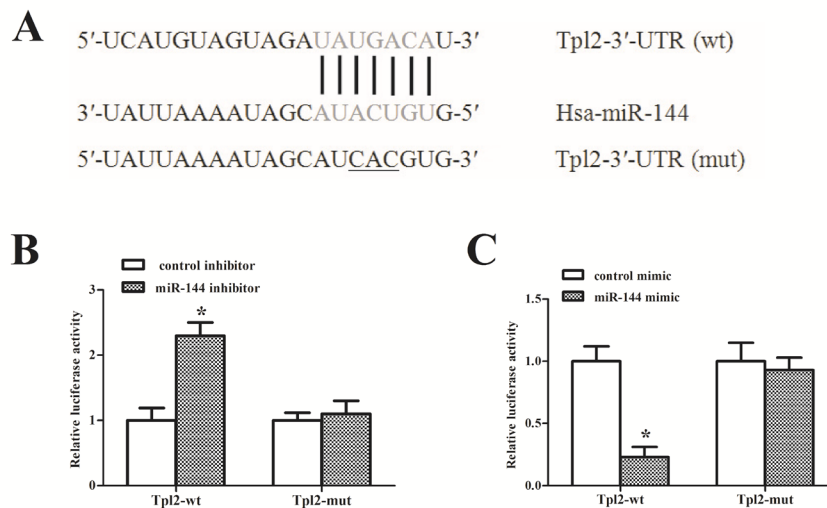 A
5′-UCAUGUAGUAGAUAUGACAU-3′ Tpl2-3′-UTR (wt)
3′-UAUUAAAAUAGCAUACUGUG-5′ Hsa-miR-144
5′-UAUUAAAAUAGCAUCACGUG-3′ Tpl2-3′-UTR (mut)
B
control inhibitor
miR-144 inhibitor
Relative luciferase activity
3
2
1
0
*
Tpl2-wt Tpl2-mut
C
control mimic
miR-144 mimic
Relative luciferase activity
1.5
1.0
0.5
0.0
*
Tpl2-wt Tpl2-mut